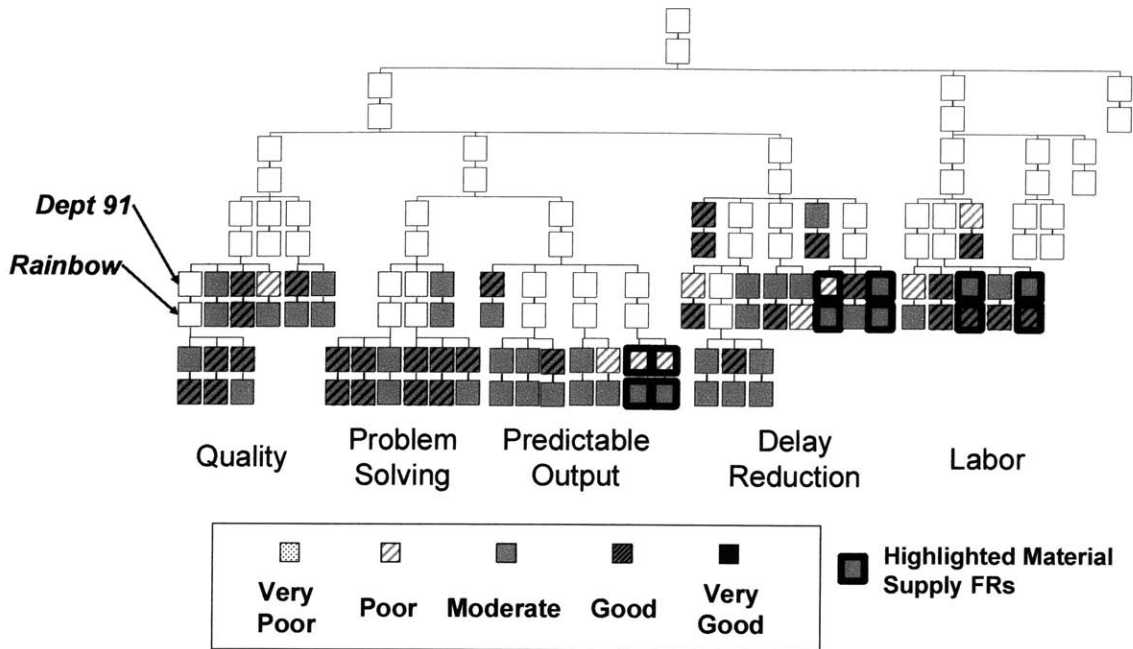 Dept 91
Rainbow
Quality
Problem
Solving
Predictable
Output
Delay
Reduction
Labor
Very
Poor
Poor
Moderate
Good
Very
Good
Highlighted Material
Supply FRs